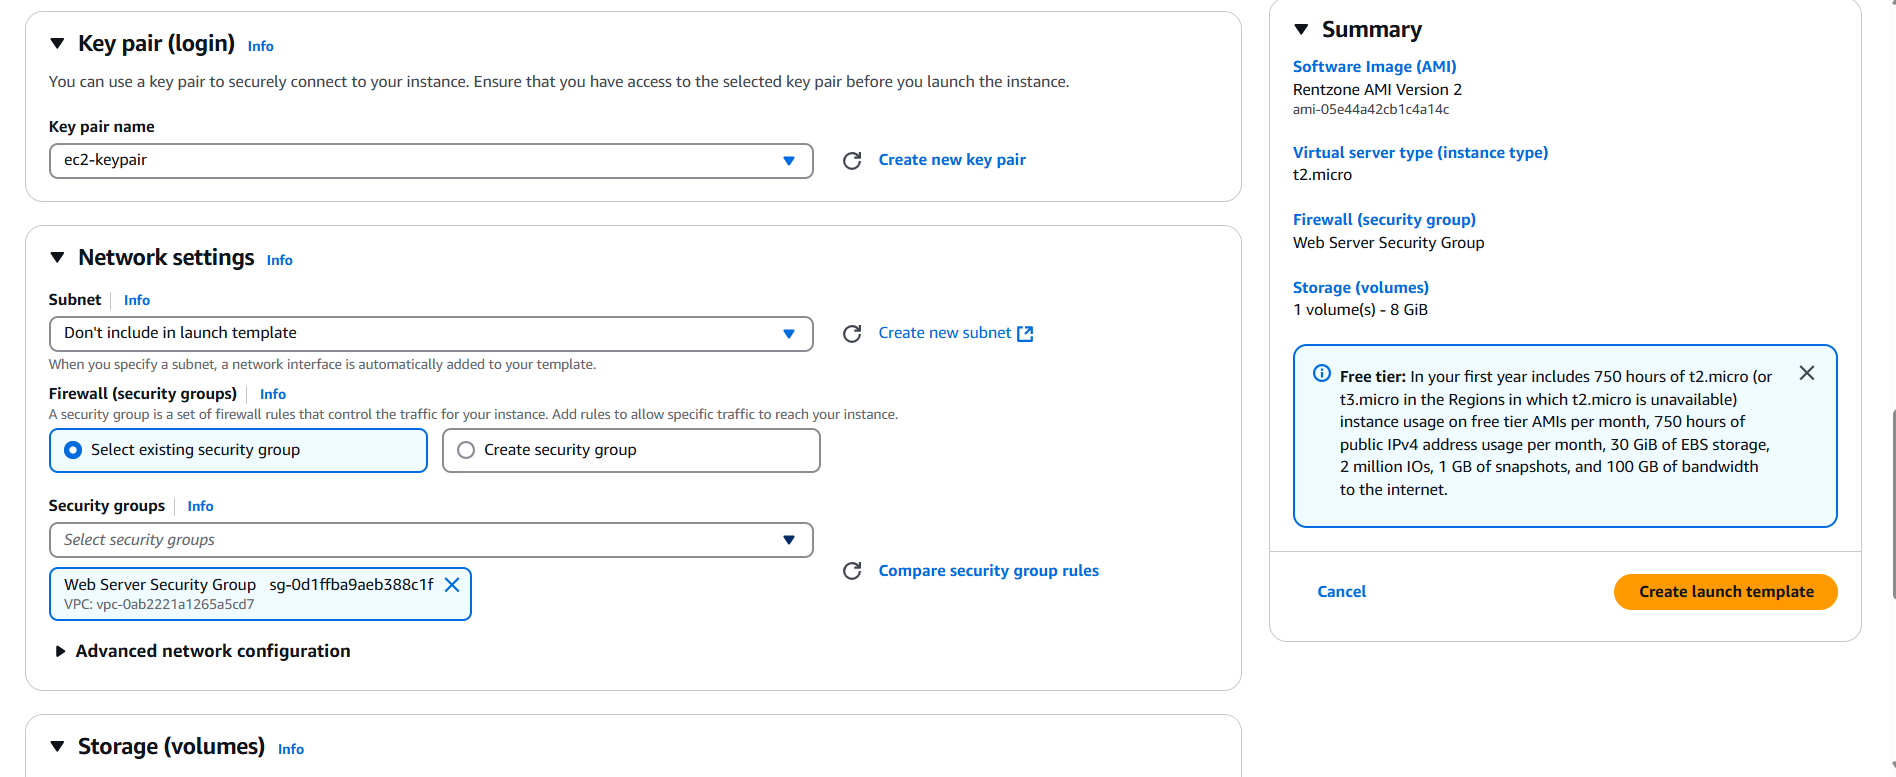 Key pair (login) Info
You can use a key pair to securely connect to your instance. Ensure that you have access to the selected key pair before you launch the instance.
Key pair name
ec2-keypair
Create new key pair
Network settings Info
Subnet Info
Don't include in launch template
Create new subnet
When you specify a subnet, a network interface is automatically added to your template.
Firewall (security groups) Info
A security group is a set of firewall rules that control the traffic for your instance. Add rules to allow specific traffic to reach your instance.
Select existing security group
Create security group
Security groups Info
Select security groups
Web Server Security Group sg-0d1ffba9aeb388c1f
VPC: vpc-0ab2221a1265a5cd7
Compare security group rules
Advanced network configuration
Storage (volumes) Info
Summary
Software Image (AMI)
Rentzone AMI Version 2
ami-05e44a42cb1c4a14c
Virtual server type (instance type)
t2.micro
Firewall (security group)
Web Server Security Group
Storage (volumes)
1 volume(s) - 8 GiB
Free tier: In your first year includes 750 hours of t2.micro (or
t3.micro in the Regions in which t2.micro is unavailable)
instance usage on free tier AMIs per month, 750 hours of
public IPv4 address usage per month, 30 GiB of EBS storage,
2 million IOs, 1 GB of snapshots, and 100 GB of bandwidth
to the internet.
Cancel
Create launch template